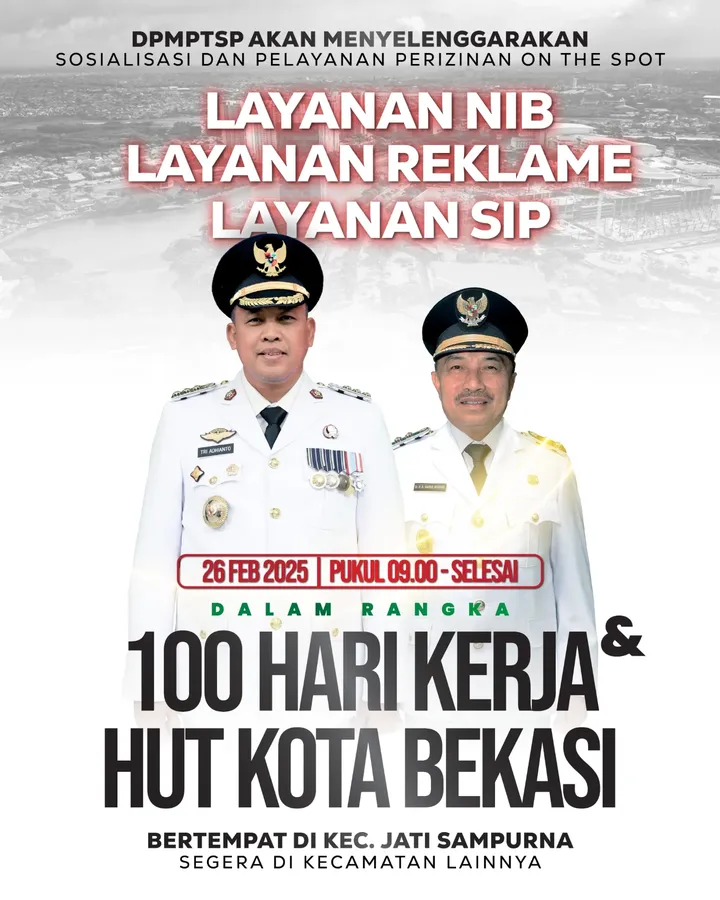 DPMPTSP AKAN MENYELENGGARAKAN
SOSIALISASI DAN PELAYANAN PERIZINAN ON THE SPOT
LAYANAN NIB
LAYANAN REKLAME
LAYANAN SIP
TRI ADHIANTO
26 FEB 2025 | PUKUL 09.00 - SELESAI
DALAM RANGKA
100 HARI KERJA &
HUT KOTA BEKASI
BERTEMPAT DI KEC. JATI SAMPURNA
SEGERA DI KECAMATAN LAINNYA